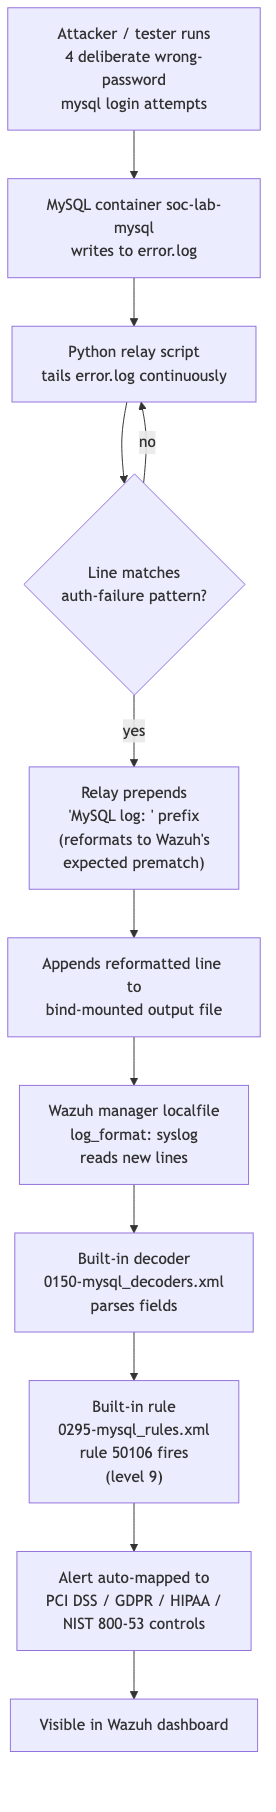 Attacker / tester runs
4 deliberate wrong-
password
mysql login attempts
MySQL container soc-lab-
mysql
writes to error.log
Python relay script
tails error.log continuously
no
Line matches
auth-failure pattern?
yes
Relay prepends
'MySQL log: ' prefix
(reformats to Wazuh's
expected prematch)
Appends reformatted line
to
bind-mounted output file
Wazuh manager localfile
log_format: syslog
reads new lines
Built-in decoder
0150-mysql_decoders.xml
parses fields
Built-in rule
0295-mysql_rules.xml
rule 50106 fires
(level 9)
Alert auto-mapped to
PCI DSS / GDPR / HIPAA /
NIST 800-53 controls
Visible in Wazuh dashboard